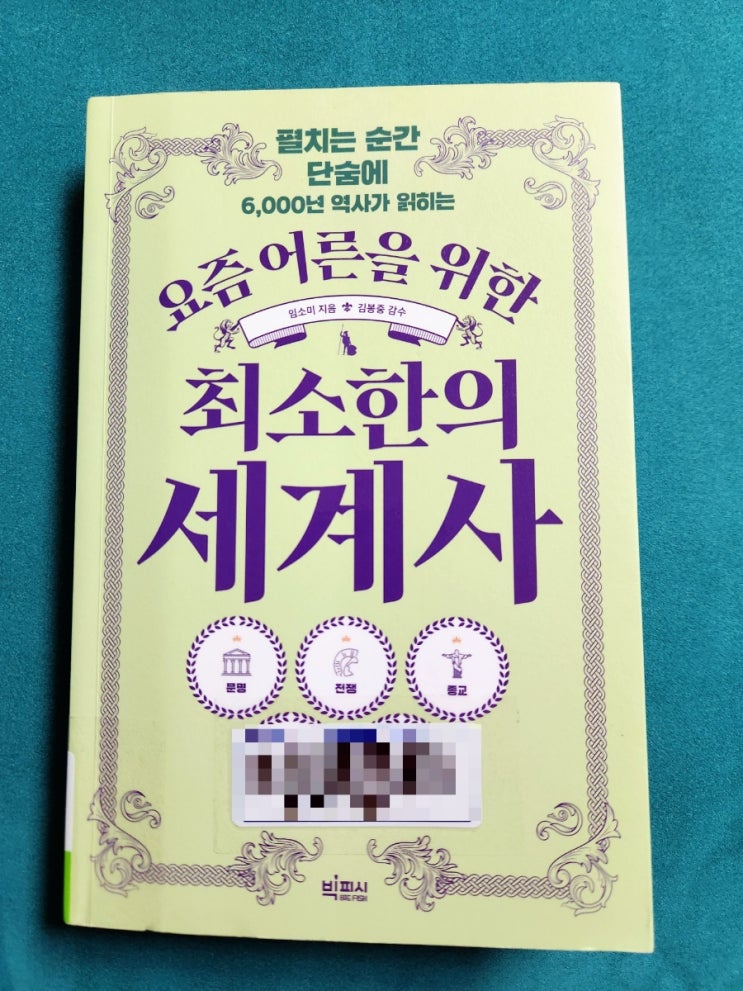 펼치는 순간
단숨에
6,000년 역사가 읽히는
요즘 어른을 위한
임소미 지음 김봉중 감수
최소한의
세계사
문명 전쟁 종교
빅피시
BIG FISH